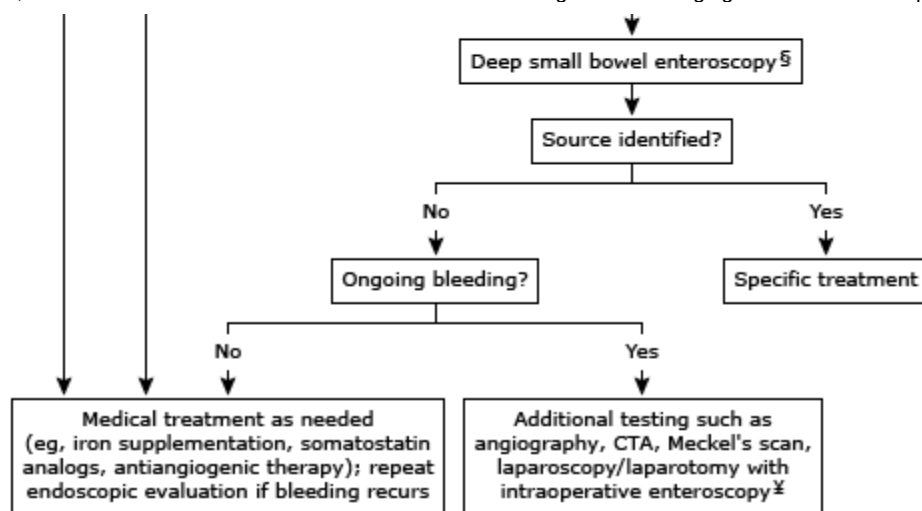 Deep small bowel enteroscopy§
Source identified?
No
Yes
Ongoing bleeding?
Specific treatment
No
Yes
Medical treatment as needed
(eg, iron supplementation, somatostatin
analogs, antiangiogenic therapy); repeat
endoscopic evaluation if bleeding recurs
Additional testing such as
angiography, CTA, Meckel's scan,
laparoscopy/laparotomy with
intraoperative enteroscopy¥